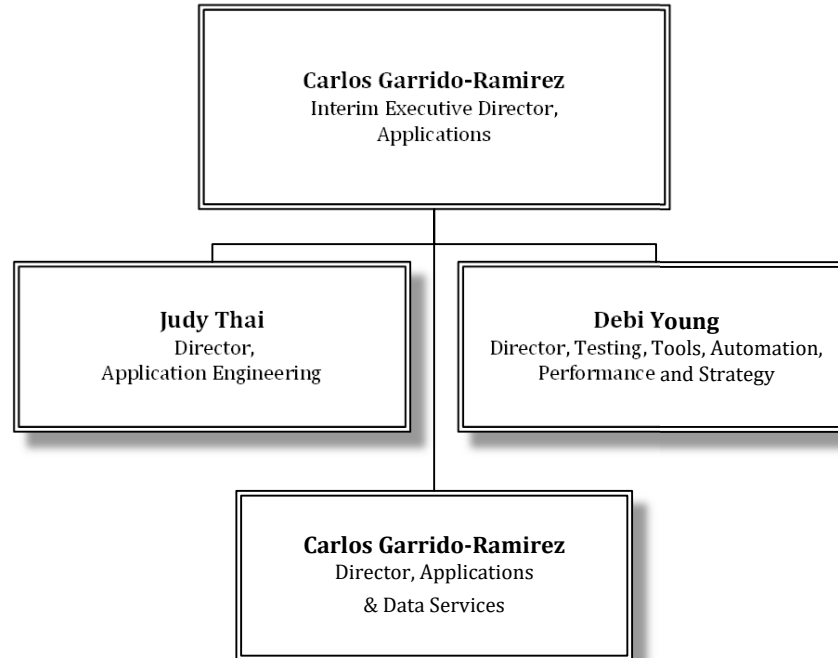 Carlos Garrido-Ramirez
Interim Executive Director,
Applications
Judy Thai
Director,
Application Engineering
Debi Young
Director, Testing, Tools, Automation,
Performance and Strategy
Carlos Garrido-Ramirez
Director, Applications
& Data Services